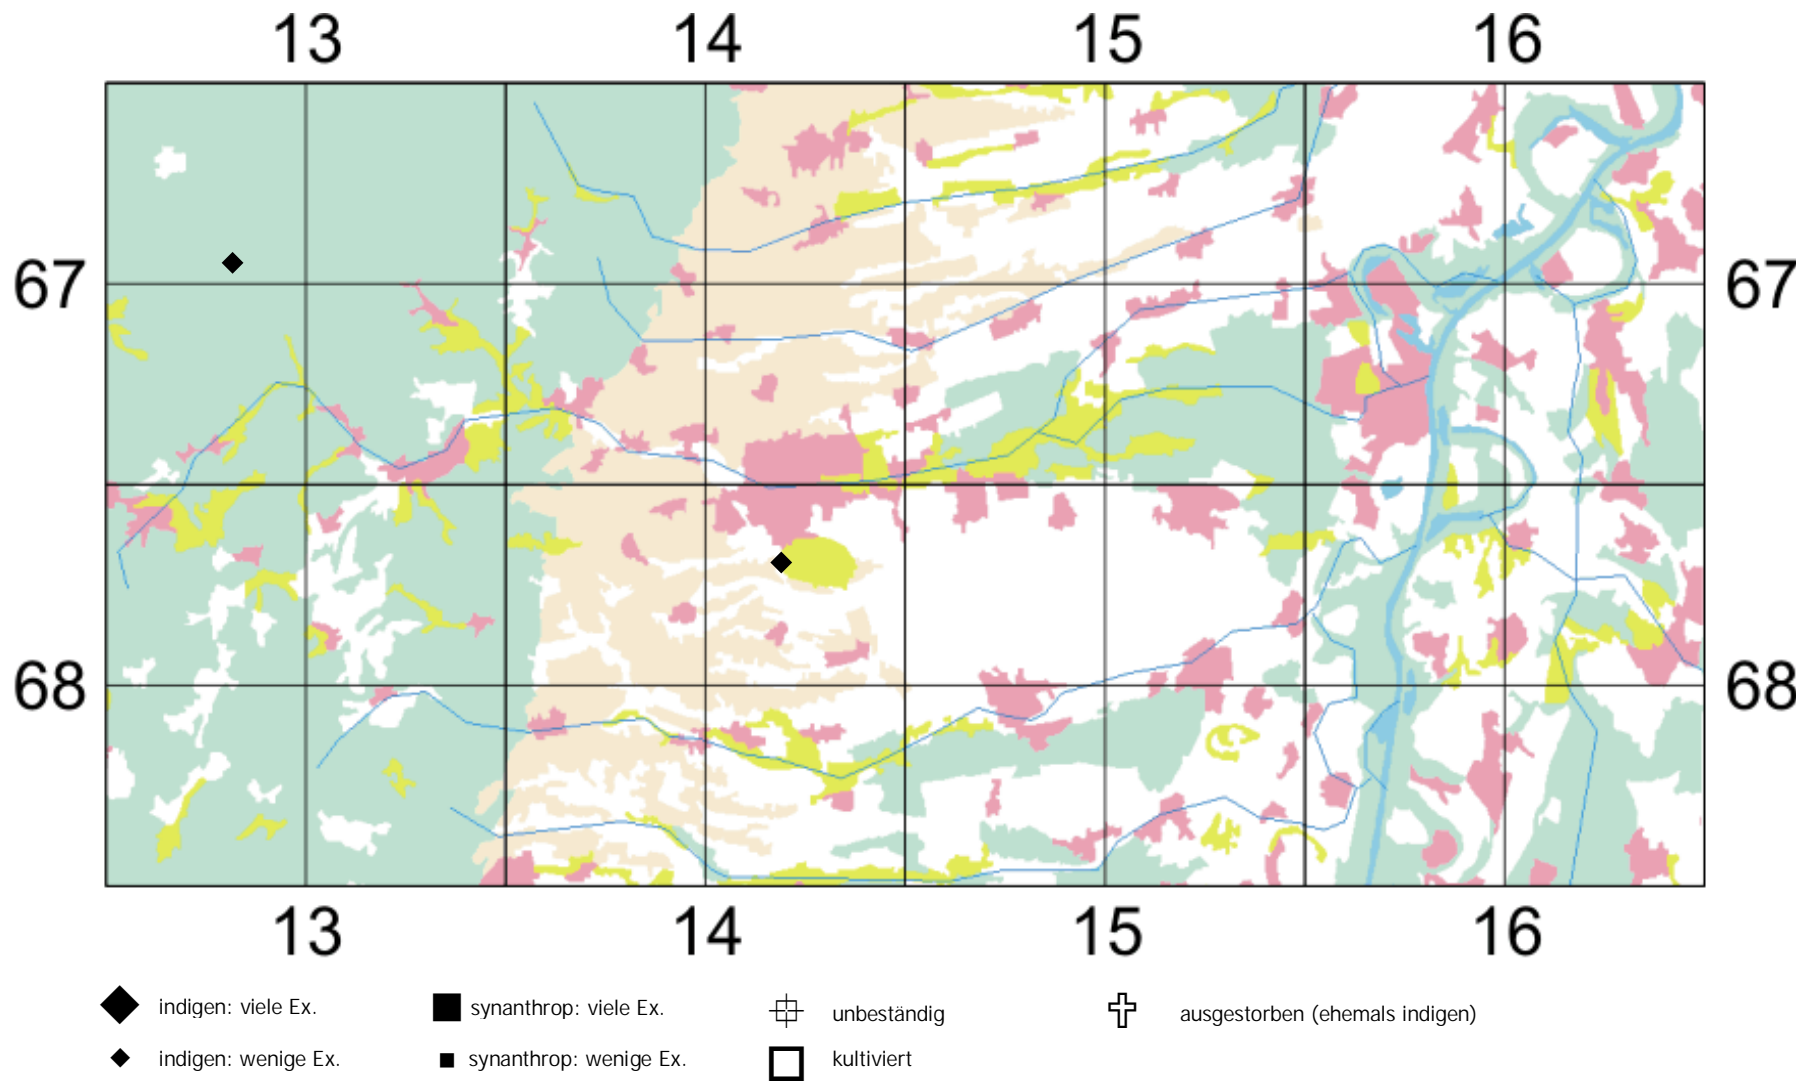 13 14 15 16
67 67
68 68
13 14 15 16
indigen: viele Ex. synanthrop: viele Ex. unbeständig ausgestorben (ehemals indigen)
indigen: wenige Ex. synanthrop: wenige Ex. kultiviert